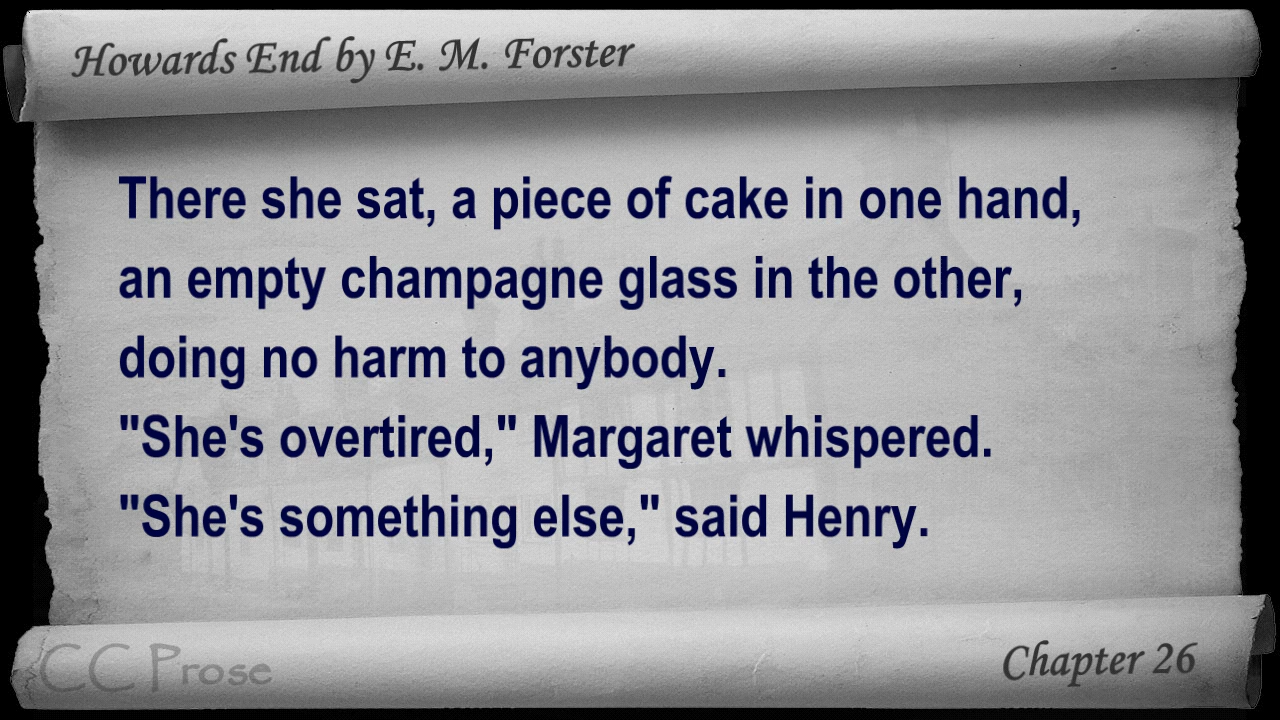 Howards End by E. M. Forster
There she sat, a piece of cake in one hand,
an empty champagne glass in the other,
doing no harm to anybody.
"She's overtired," Margaret whispered.
"She's something else," said Henry.
CC Prose
Chapter 26